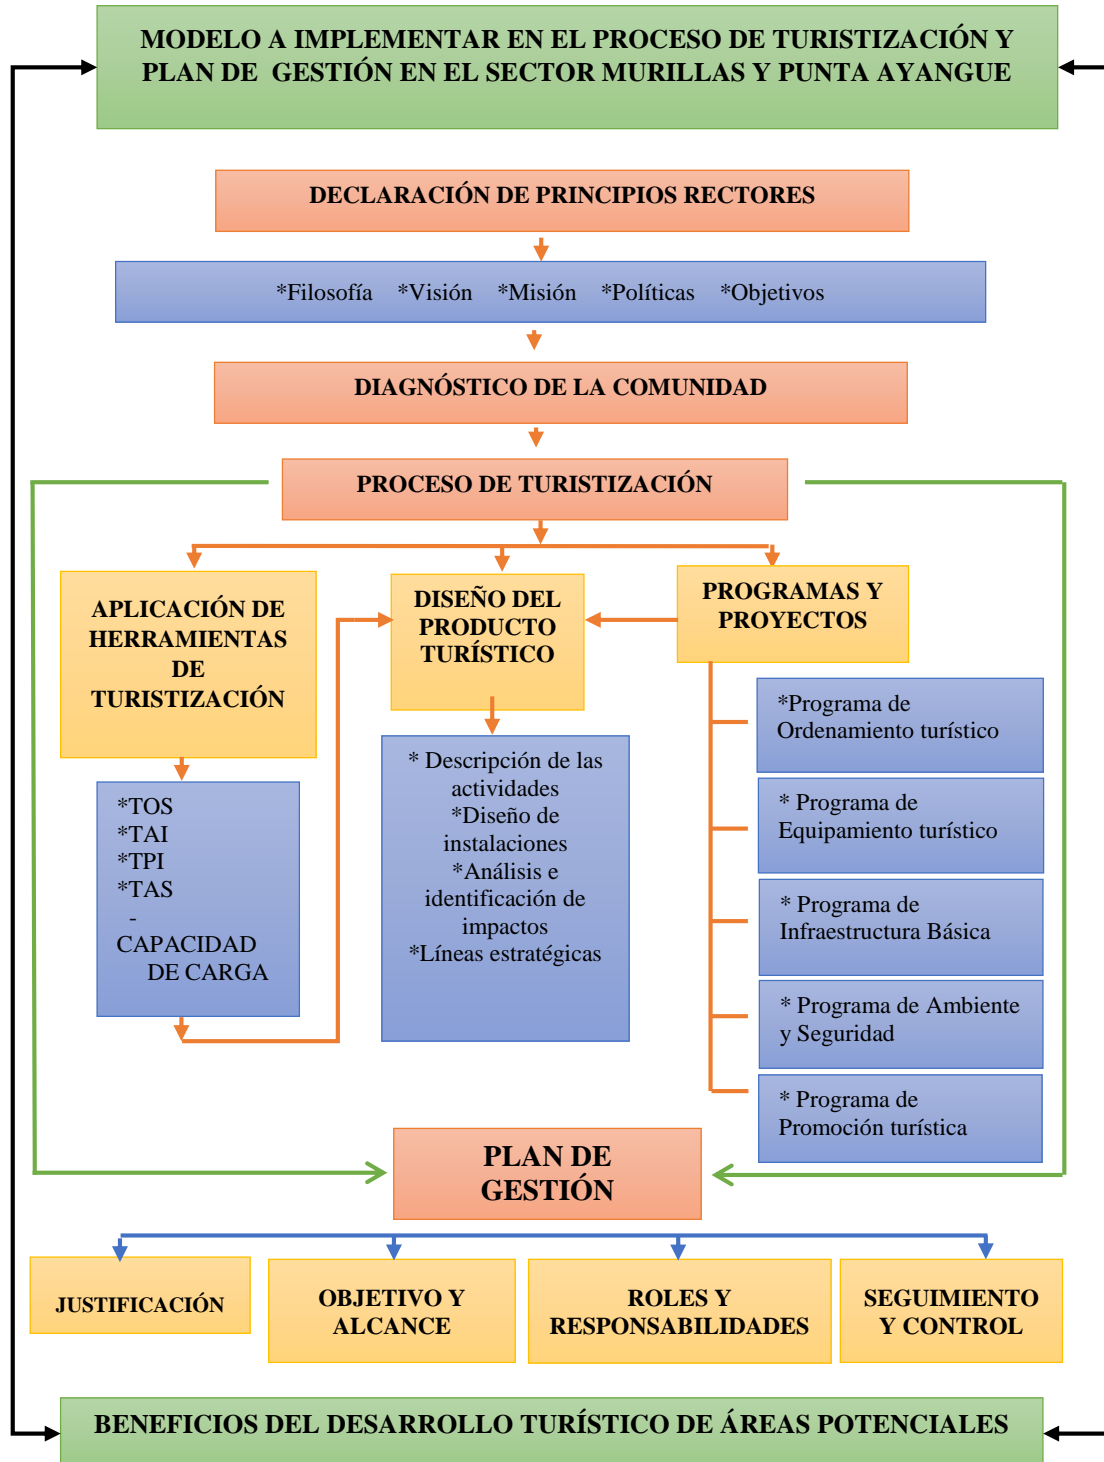 MODELO A IMPLEMENTAR EN EL PROCESO DE TURISTIZACIÓN Y
PLAN DE GESTIÓN EN EL SECTOR MURILLAS Y PUNTA AYANGUE
DECLARACIÓN DE PRINCIPIOS RECTORES
*Filosofía *Visión *Misión *Políticas *Objetivos
DIAGNÓSTICO DE LA COMUNIDAD
PROCESO DE TURISTIZACIÓN
APLICACIÓN DE
HERRAMIENTAS
DE
TURISTIZACIÓN
*TOS
*TAI
*TPI
*TAS
-
CAPACIDAD
DE CARGA
DISEÑO DEL
PRODUCTO
TURÍSTICO
* Descripción de las
actividades
*Diseño de
instalaciones
*Análisis e
identificación de
impactos
*Líneas estratégicas
PROGRAMAS Y
PROYECTOS
*Programa de
Ordenamiento turístico
* Programa de
Equipamiento turístico
* Programa de
Infraestructura Básica
* Programa de Ambiente
y Seguridad
* Programa de
Promoción turística
PLAN DE
GESTIÓN
JUSTIFICACIÓN
OBJETIVO Y
ALCANCE
ROLES Y
RESPONSABILIDADES
SEGUIMIENTO
Y CONTROL
BENEFICIOS DEL DESARROLLO TURÍSTICO DE ÁREAS POTENCIALES